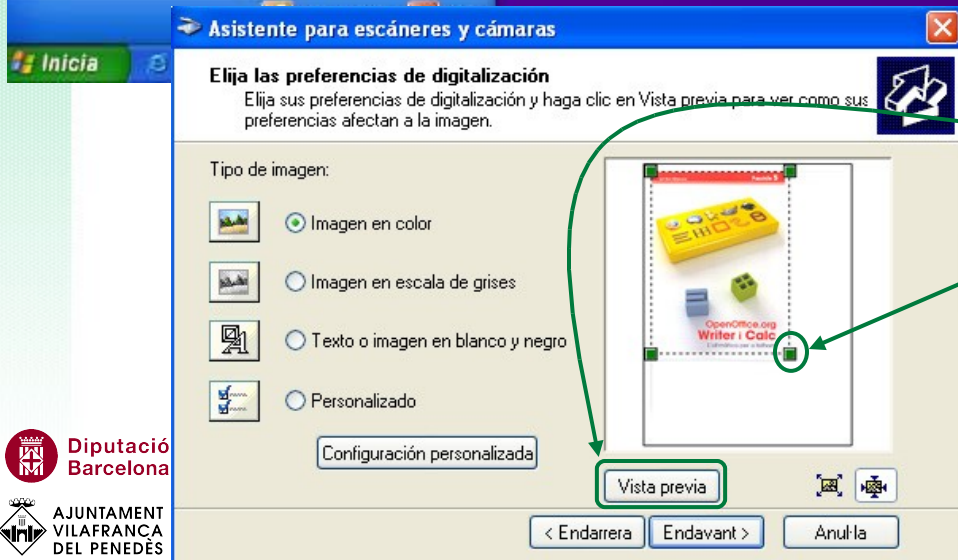 Asistente para escáneres y cámaras
Inicia
Elija las preferencias de digitalización
Elija sus preferencias de digitalización y haga clic en Vista previa para ver como sus
preferencias afectan a la imagen.
Tipo de imagen:
Imagen en color
Imagen en escala de grises
Texto o imagen en blanco y negro
Personalizado
Configuración personalizada
OpenOffice.org
Writer i Calc
Vista previa
< Endarrera
Endavant >
Anul·la
Diputació
Barcelona
AJUNTAMENT
VILAFRANCA
DEL PENEDÈS